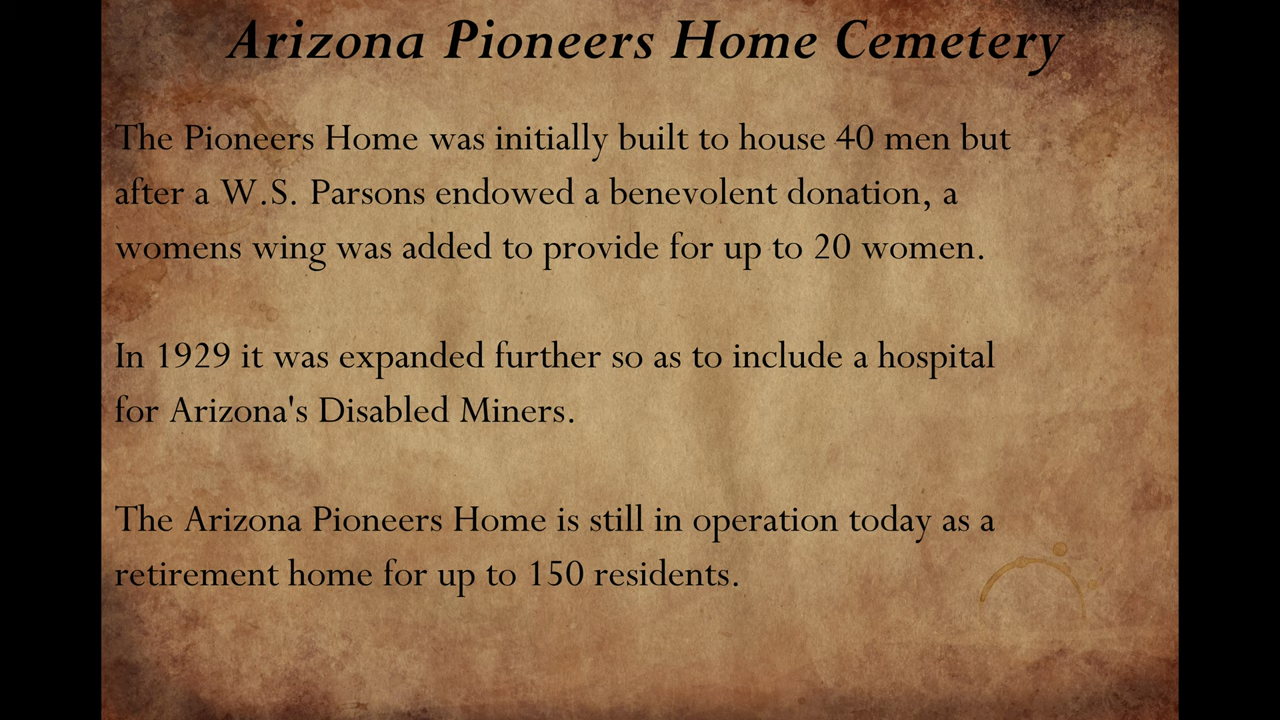 Arizona Pioneers Home Cemetery
The Pioneers Home was initially built to house 40 men but
after a W.S. Parsons endowed a benevolent donation, a
womens wing was added to provide for up to 20 women.
In 1929 it was expanded further so as to include a hospital
for Arizona's Disabled Miners.
The Arizona Pioneers Home is still in operation today as a
retirement home for up to 150 residents.